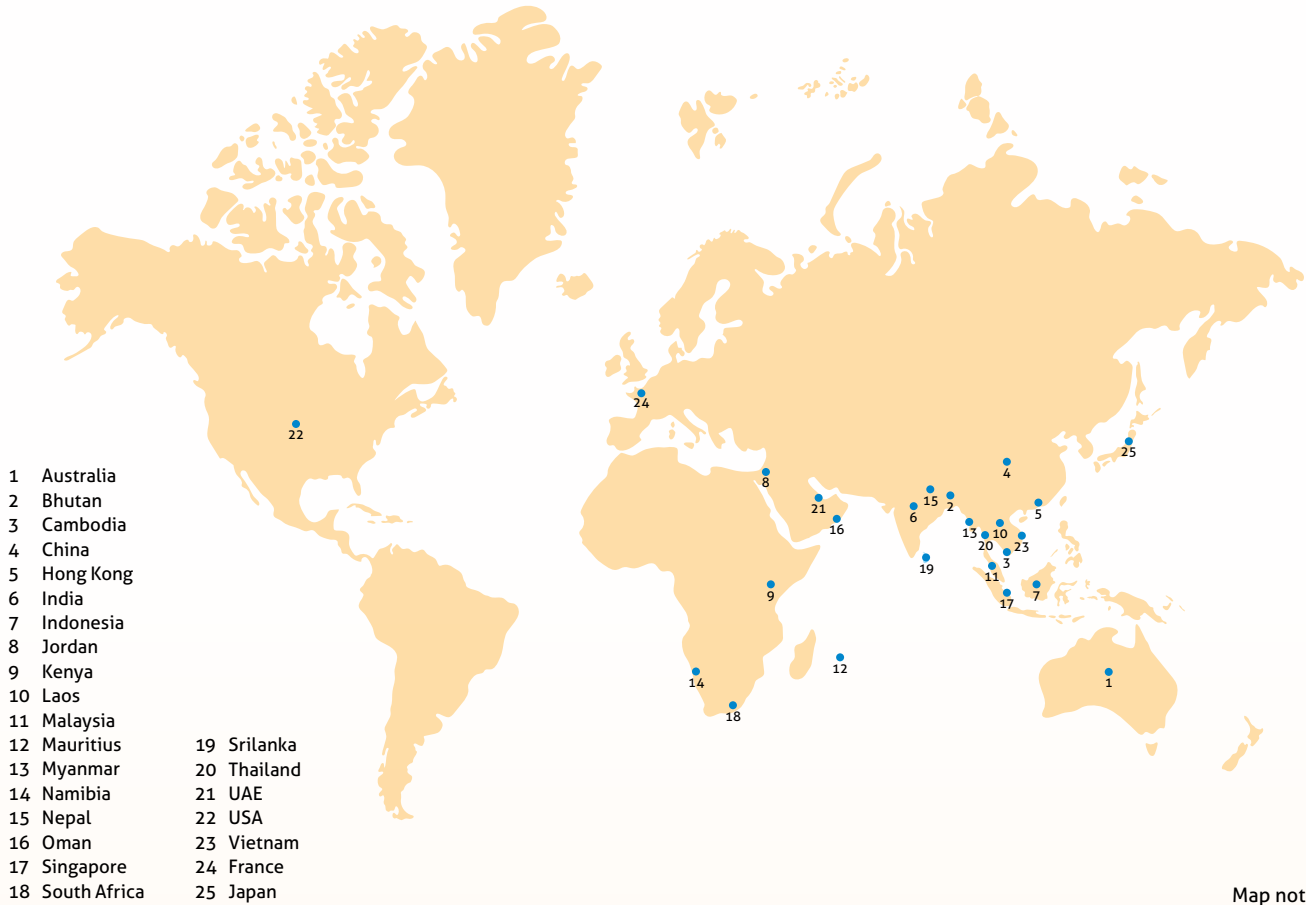 22
24
25
4
8
21
16
15
2
6
5
13
10
20
23
3
19
11
17
7
9
12
14
1
18
1 Australia
2 Bhutan
3 Cambodia
4 China
5 Hong Kong
6 India
7 Indonesia
8 Jordan
9 Kenya
10 Laos
11 Malaysia
12 Mauritius
13 Myanmar
14 Namibia
15 Nepal
16 Oman
17 Singapore
18 South Africa
19 Srilanka
20 Thailand
21 UAE
22 USA
23 Vietnam
24 France
25 Japan
Map not